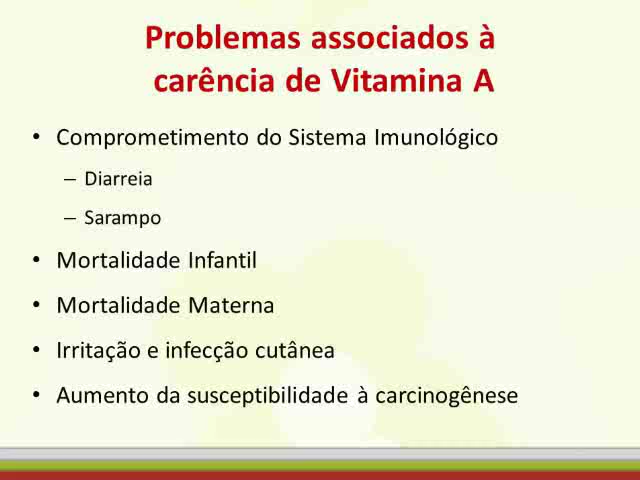 Problemas associados à
carência de Vitamina A
• Comprometimento do Sistema Imunológico
– Diarreia
– Sarampo
• Mortalidade Infantil
• Mortalidade Materna
• Irritação e infecção cutânea
• Aumento da susceptibilidade à carcinogênese